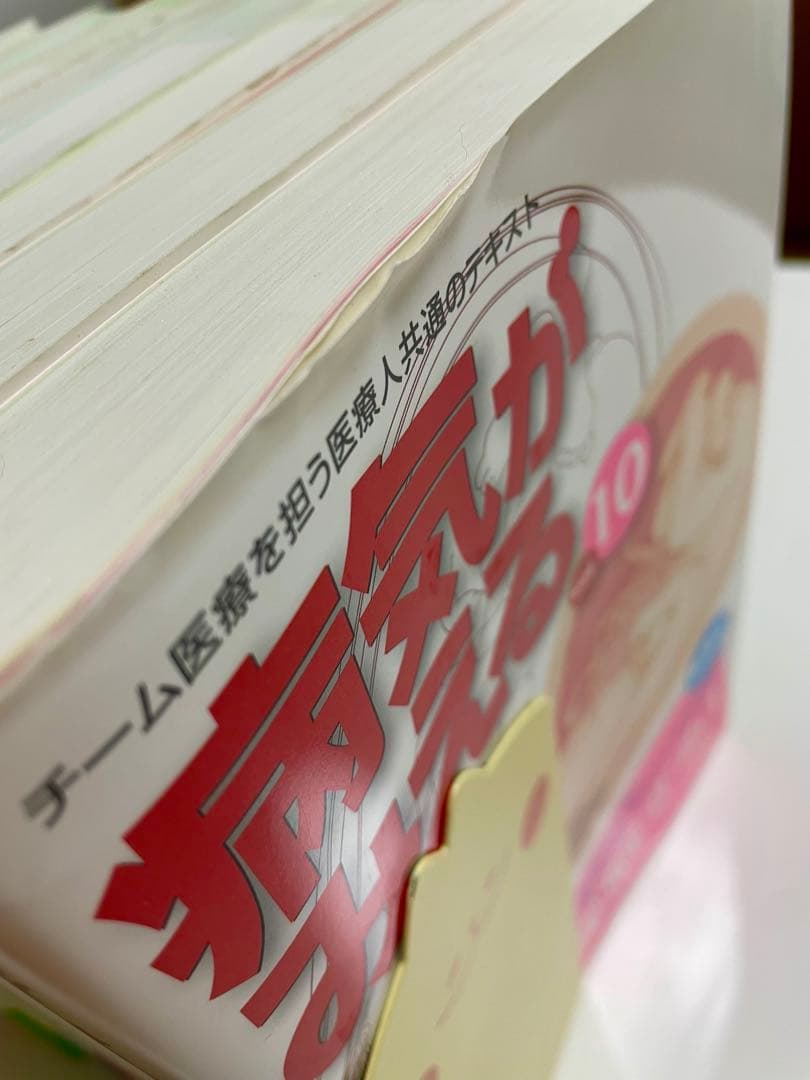 チーム医療を担う医療人共通のテキスト
病気が
みえる
10